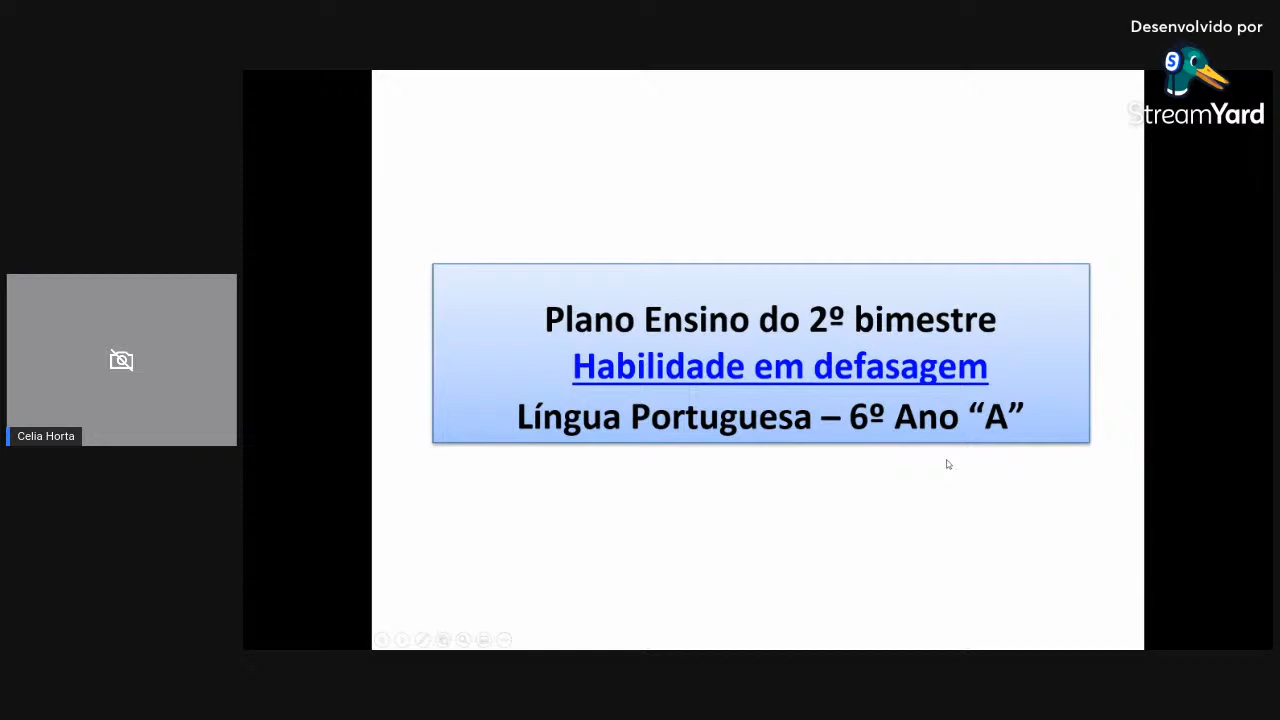 Desenvolvido por
StreamYard
Plano Ensino do 2º bimestre
Habilidade em defasagem
Língua Portuguesa – 6º Ano “A”
Celia Horta